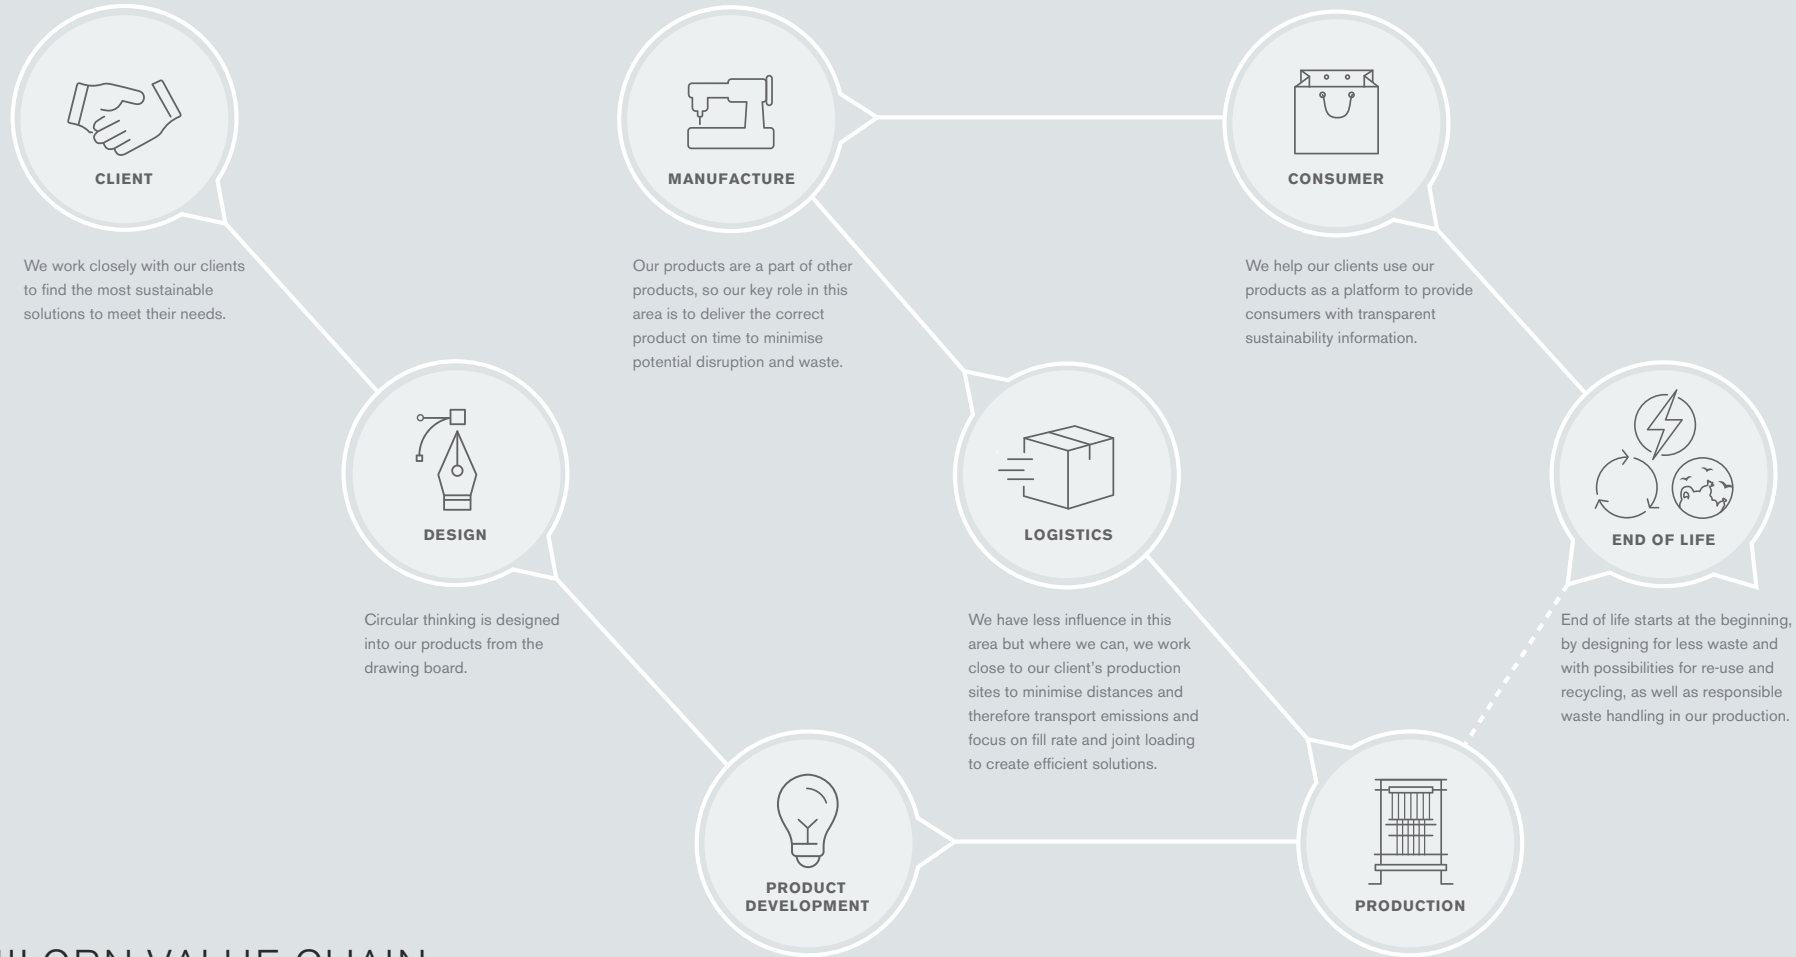 CLIENT
We work closely with our clients
to find the most sustainable
solutions to meet their needs.
MANUFACTURE
Our products are a part of other
products, so our key role in this
area is to deliver the correct
product on time to minimise
potential disruption and waste.
CONSUMER
We help our clients use our
products as a platform to provide
consumers with transparent
sustainability information.
DESIGN
Circular thinking is designed
into our products from the
drawing board.
LOGISTICS
We have less influence in this
area but where we can, we work
close to our client's production
sites to minimise distances and
therefore transport emissions and
focus on fill rate and joint loading
to create efficient solutions.
END OF LIFE
End of life starts at the beginning,
by designing for less waste and
with possibilities for re-use and
recycling, as well as responsible
waste handling in our production.
PRODUCT
DEVELOPMENT
PRODUCTION
VALUE CHAIN